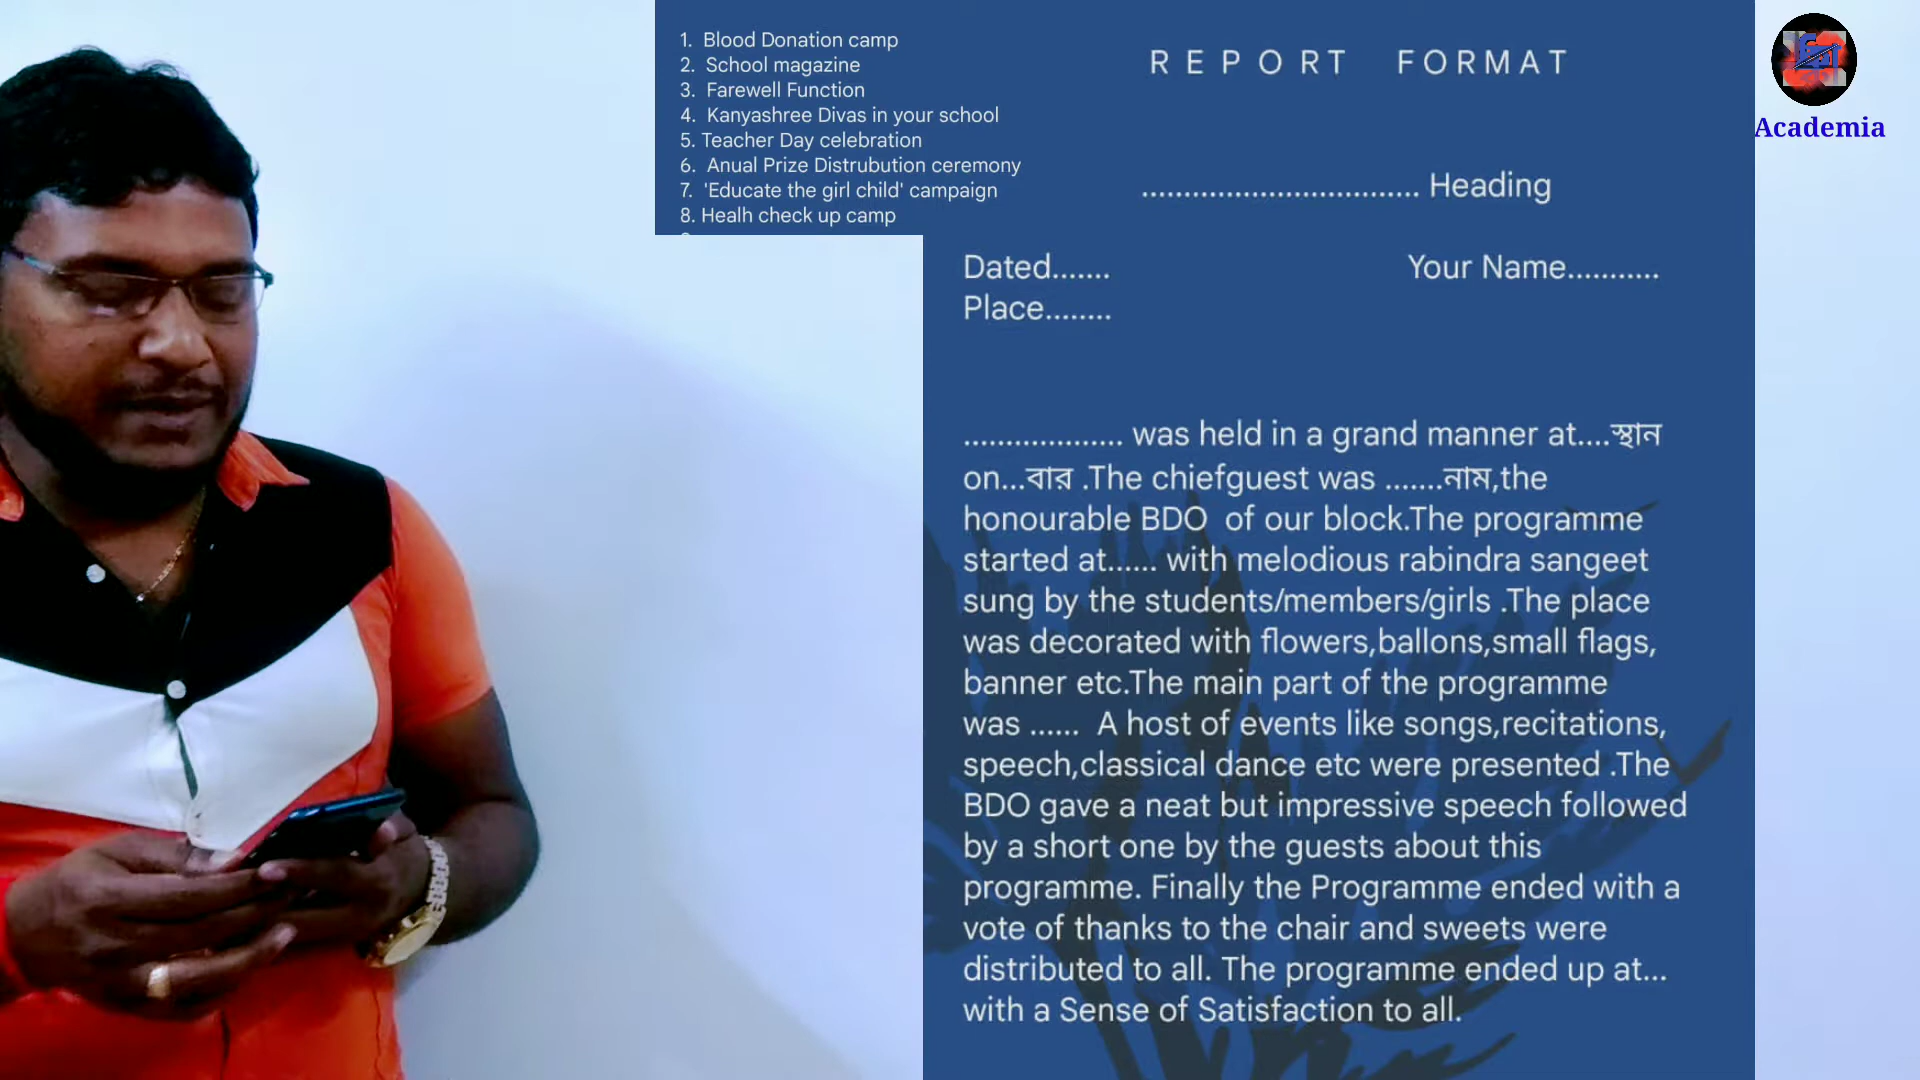 1. Blood Donation camp
2. School magazine
3. Farewell Function
4. Kanyashree Divas in your school
5. Teacher Day celebration
6. Anual Prize Distrubution ceremony
7. 'Educate the girl child' campaign
8. Healh check up camp
REPORT FORMAT
.................................. Heading
Dated.......
Your Name...........
Place........
................... was held in a grand manner at....স্থান
on...বার .The chiefguest was .......নাম,the
honourable BDO of our block.The programme
started at...... with melodious rabindra sangeet
sung by the students/members/girls .The place
was decorated with flowers,ballons,small flags,
banner etc.The main part of the programme
was ...... A host of events like songs,recitations,
speech,classical dance etc were presented .The
BDO gave a neat but impressive speech followed
by a short one by the guests about this
programme. Finally the Programme ended with a
vote of thanks to the chair and sweets were
distributed to all. The programme ended up at...
with a Sense of Satisfaction to all.
Academia